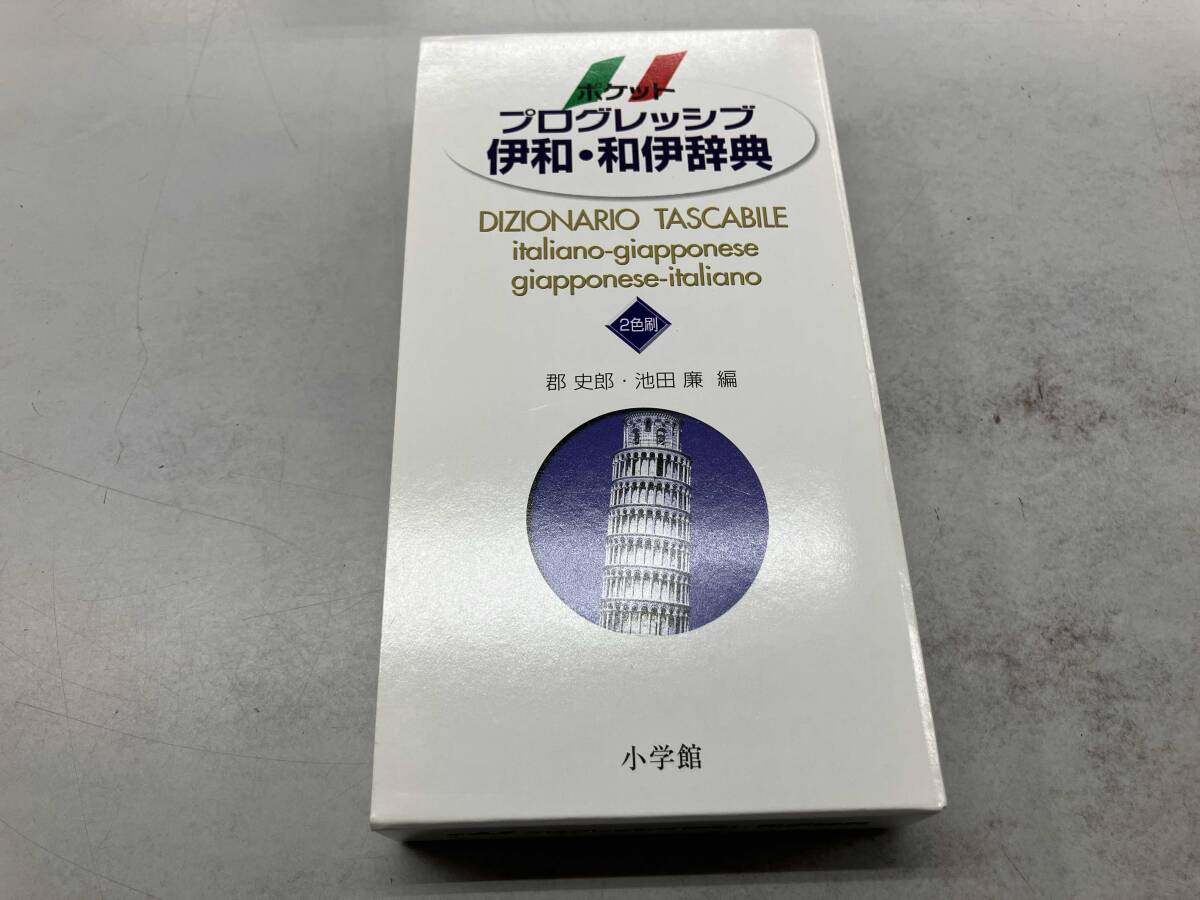 ポケット
プログレッシブ
伊和・和伊辞典
DIZIONARIO TASCABILE
italiano-giapponese
giapponese-italiano
2色刷
郡 史郎・池田 廉 編
小学館